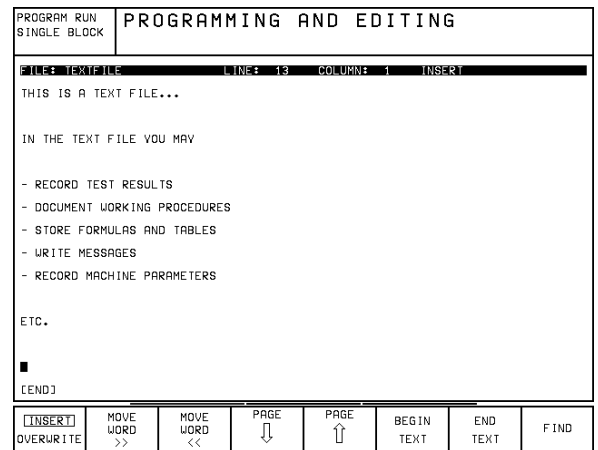 PROGRAM RUN
SINGLE BLOCK
PROGRAMMING AND EDITING
FILE: TEXTFILE LINE: 13 COLUMN: 1 INSERT
THIS IS A TEXT FILE...
IN THE TEXT FILE YOU MAY
- RECORD TEST RESULTS
- DOCUMENT WORKING PROCEDURES
- STORE FORMULAS AND TABLES
- WRITE MESSAGES
- RECORD MACHINE PARAMETERS
ETC.
[END]
INSERT
OVERWRITE
MOVE
WORD
>>
MOVE
WORD
<<
PAGE
⇩
PAGE
⇧
BEGIN
TEXT
END
TEXT
FIND